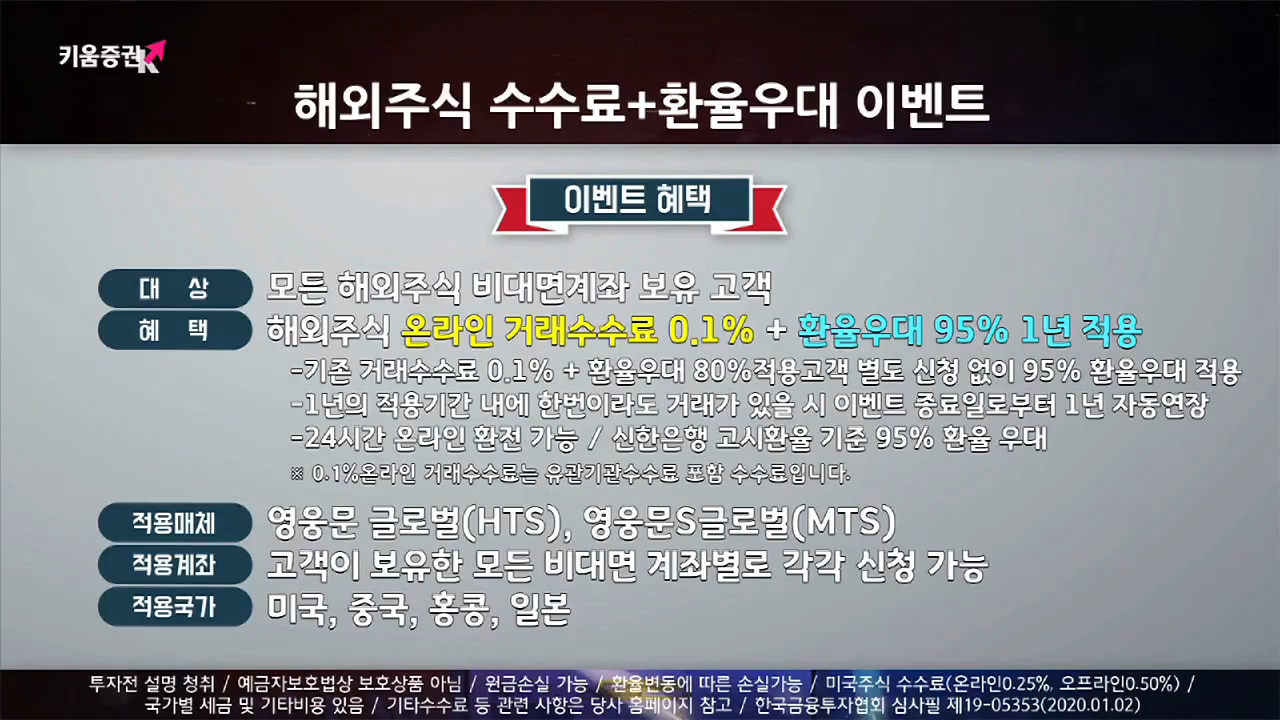 키움증권
해외주식 수수료+환율우대 이벤트
이벤트 혜택
대 상 모든 해외주식 비대면계좌 보유 고객
혜 택 해외주식 온라인 거래수수료 0.1% + 환율우대 95% 1년 적용
-기존 거래수수료 0.1% + 환율우대 80%적용고객 별도 신청 없이 95% 환율우대 적용
-1년의 적용기간 내에 한번이라도 거래가 있을 시 이벤트 종료일로부터 1년 자동연장
-24시간 온라인 환전 가능 / 신한은행 고시환율 기준 95% 환율 우대
※ 0.1%온라인 거래수수료는 유관기관수수료 포함 수수료입니다.
적용매체 영웅문 글로벌(HTS), 영웅문S글로벌(MTS)
적용계좌 고객이 보유한 모든 비대면 계좌별로 각각 신청 가능
적용국가 미국, 중국, 홍콩, 일본
투자전 설명 청취 / 예금자보호법상 보호상품 아님 / 원금손실 가능 / 환율변동에 따른 손실가능 / 미국주식 수수료(온라인0.25%, 오프라인0.50%) /
국가별 세금 및 기타비용 있음 / 기타수수료 등 관련 사항은 당사 홈페이지 참고 / 한국금융투자협회 심사필 제19-05353(2020.01.02)